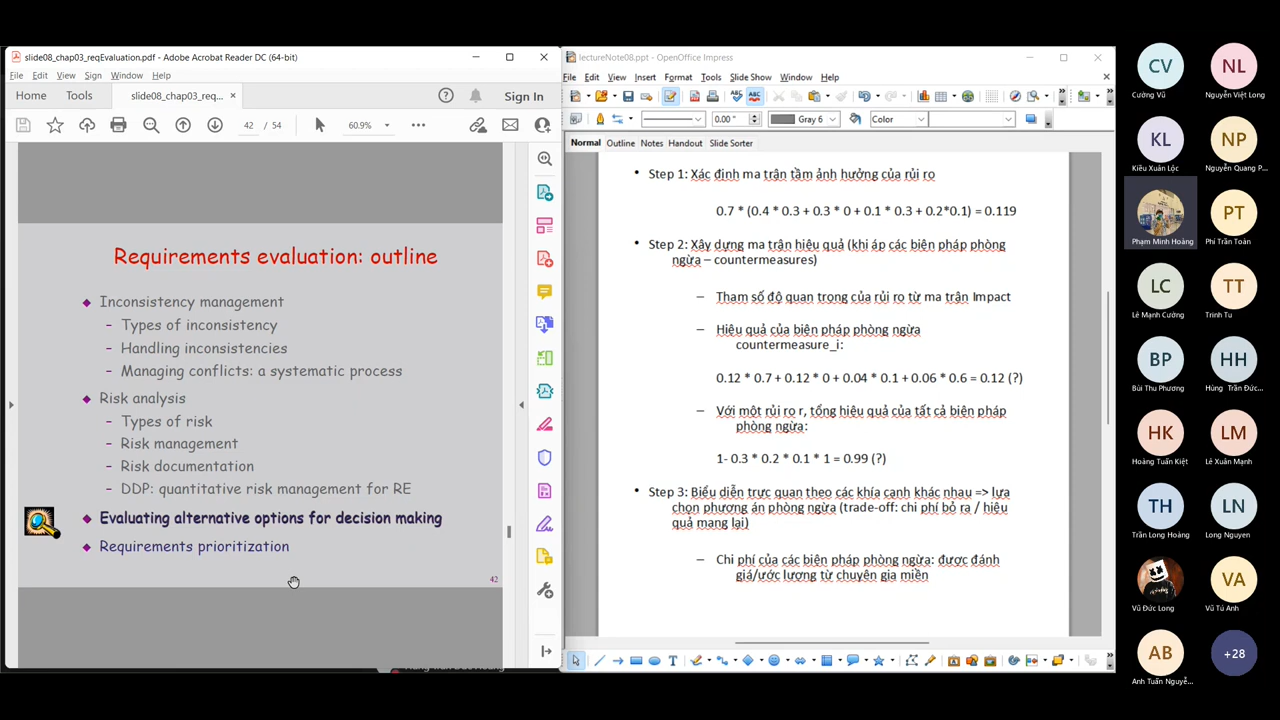 slide08_chap03_reqEvaluation.pdf - Adobe Acrobat Reader DC (64-bit)
File Edit View Sign Window Help
Home Tools slide08_chap03_req... Sign In
42 / 54 60.9%
Requirements evaluation: outline
Inconsistency management
– Types of inconsistency
– Handling inconsistencies
– Managing conflicts: a systematic process
Risk analysis
– Types of risk
– Risk management
– Risk documentation
– DDP: quantitative risk management for RE
Evaluating alternative options for decision making
Requirements prioritization
42
lectureNote08.ppt - OpenOffice Impress
File Edit View Insert Format Tools Slide Show Window Help
0.00 " Gray 6 Color
Normal Outline Notes Handout Slide Sorter
• Step 1: Xác định ma trận tầm ảnh hưởng của rủi ro
0.7 * (0.4 * 0.3 + 0.3 * 0 + 0.1 * 0.3 + 0.2*0.1) = 0.119
• Step 2: Xây dựng ma trận hiệu quả (khi áp các biện pháp phòng
ngừa – countermeasures)
– Tham số độ quan trong của rủi ro từ ma trận Impact
– Hiệu quả của biện pháp phòng ngừa
countermeasure_i:
0.12 * 0.7 + 0.12 * 0 + 0.04 * 0.1 + 0.06 * 0.6 = 0.12 (?)
– Với một rủi ro r, tổng hiệu quả của tất cả biện pháp
phòng ngừa:
1- 0.3 * 0.2 * 0.1 * 1 = 0.99 (?)
• Step 3: Biểu diễn trực quan theo các khía cạnh khác nhau => lựa
chọn phương án phòng ngừa (trade-off: chi phí bỏ ra / hiệu
quả mang lại)
– Chi phí của các biện pháp phòng ngừa: được đánh
giá/ước lượng từ chuyên gia miền
CV
Cường Vũ
NL
Nguyễn Việt Long
KL
Kiều Xuân Lộc
NP
Nguyễn Quang P...
Phạm Minh Hoàng
PT
Phí Trần Toàn
LC
Lê Mạnh Cường
TT
Trinh Tu
BP
Bùi Thu Phương
HH
Hùng Trần Đức...
HK
Hoàng Tuấn Kiệt
LM
Lê Xuân Mạnh
TH
Trần Long Hoàng
LN
Long Nguyen
Vũ Đức Long
VA
Vũ Tú Anh
AB
Anh Tuấn Nguyễ...
+28